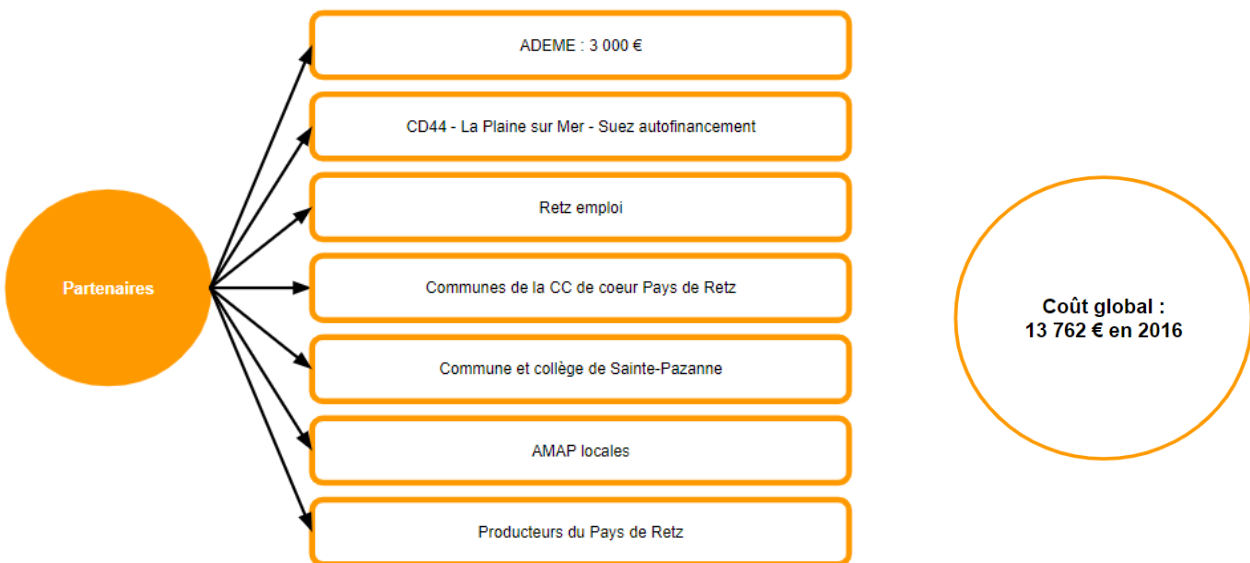 Partenaires
ADEME : 3 000 €
CD44 - La Plaine sur Mer - Suez autofinancement
Retz emploi
Communes de la CC de coeur Pays de Retz
Commune et collège de Sainte-Pazanne
AMAP locales
Producteurs du Pays de Retz
Coût global :
13 762 € en 2016